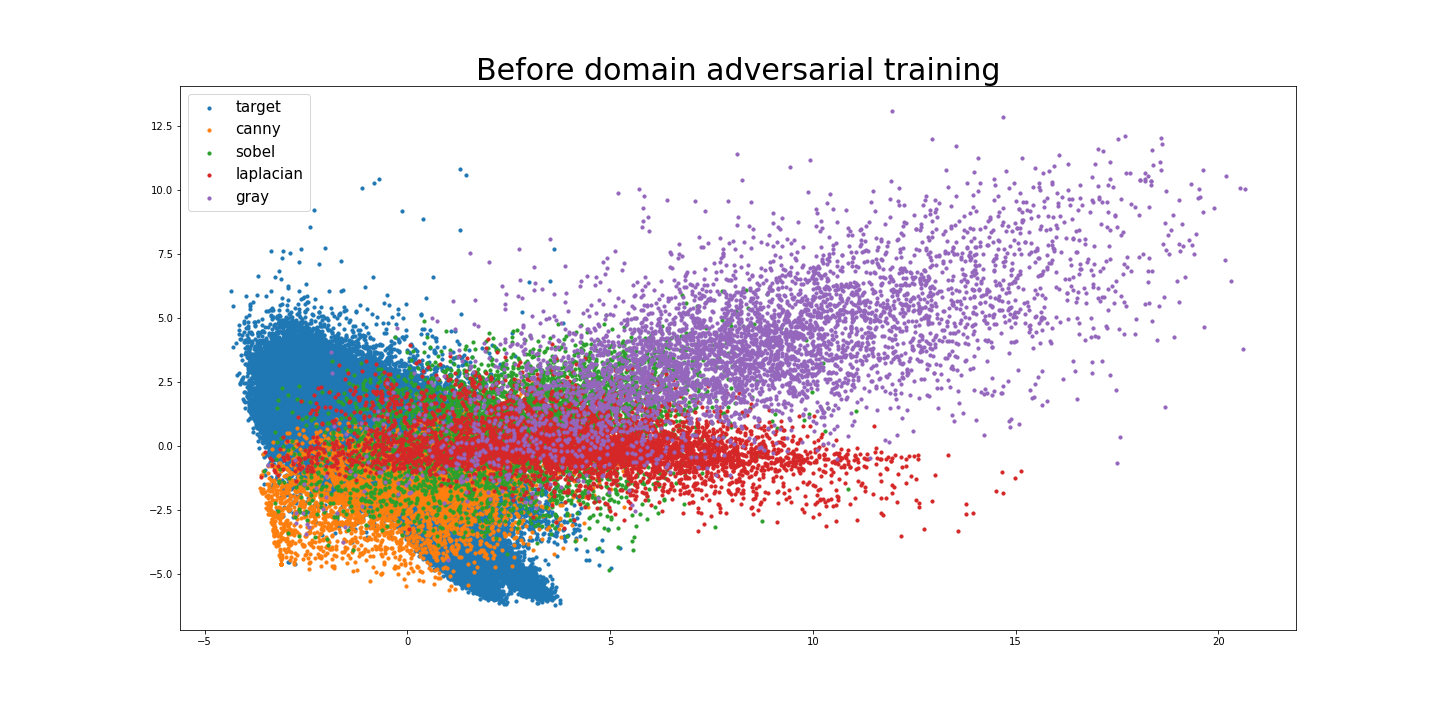 Before domain adversarial training
target
canny
sobel
laplacian
gray
12.5
10.0
7.5
5.0
2.5
0.0
−2.5
−5.0
−5 0 5 10 15 20